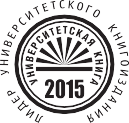 ЛИДЕР УНИВЕРСИТЕТСКОГО КНИГОИЗДАНИЯ
УНИВЕРСИТЕТСКАЯ КНИГА
2015